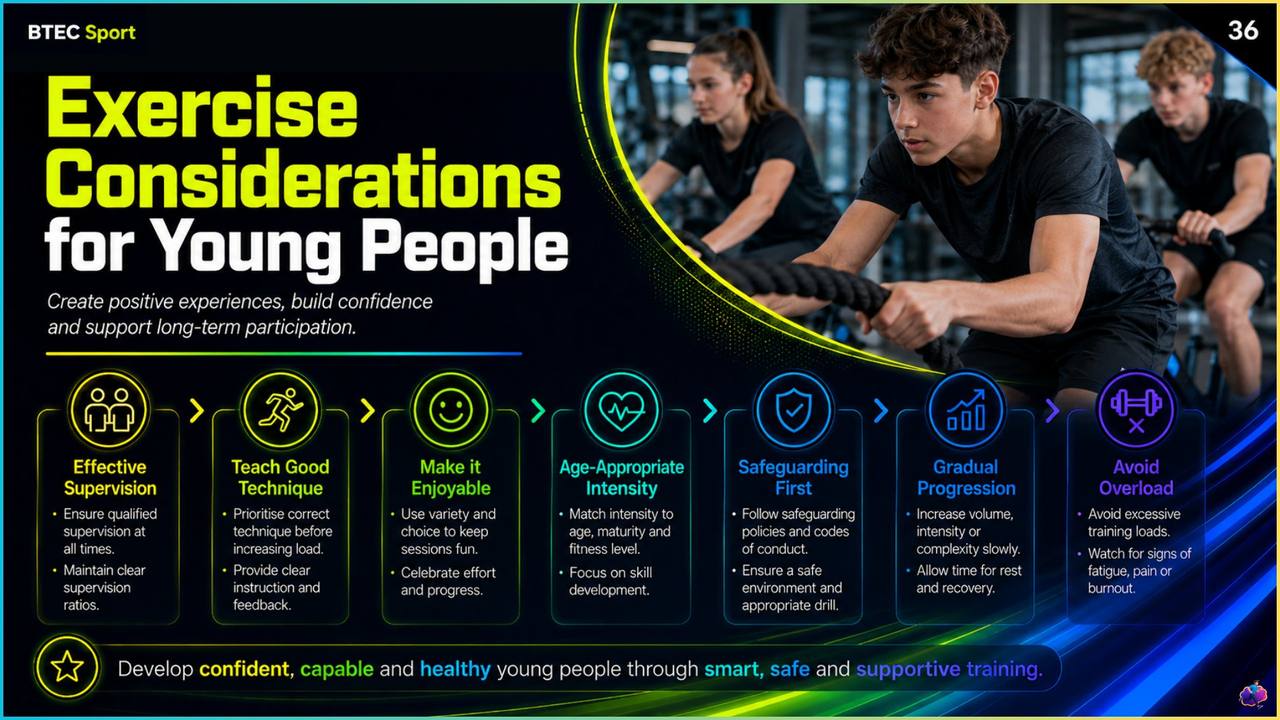 BTEC Sport
36
Exercise
Considerations
for Young People
Create positive experiences, build confidence
and support long-term participation.
Effective
Supervision
• Ensure qualified
supervision at
all times.
• Maintain clear
supervision
ratios.
Teach Good
Technique
• Prioritise correct
technique before
increasing load.
• Provide clear
instruction and
feedback.
Make it
Enjoyable
• Use variety and
choice to keep
sessions fun.
• Celebrate effort
and progress.
Age-Appropriate
Intensity
• Match intensity to
age, maturity and
fitness level.
• Focus on skill
development.
Safeguarding
First
• Follow safeguarding
policies and codes
of conduct.
• Ensure a safe
environment and
appropriate drill.
Gradual
Progression
• Increase volume,
intensity or
complexity slowly.
• Allow time for rest
and recovery.
Avoid
Overload
• Avoid excessive
training loads.
• Watch for signs of
fatigue, pain or
burnout.
Develop confident, capable and healthy young people through smart, safe and supportive training.